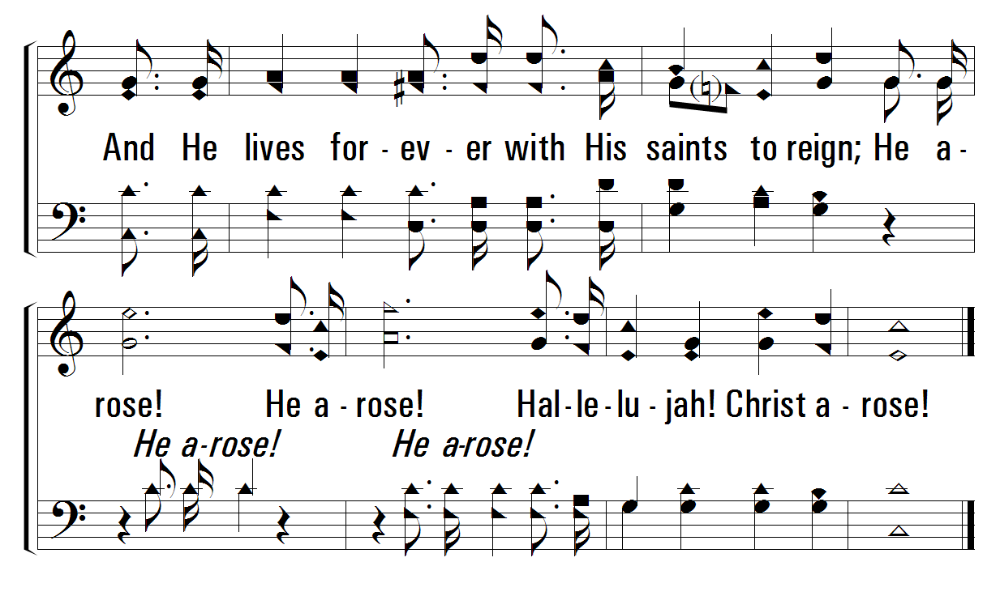 And He lives for - ev - er with His saints to reign; He a -
rose! He a - rose! Hal - le - lu - jah! Christ a - rose!
He a - rose! He a - rose!